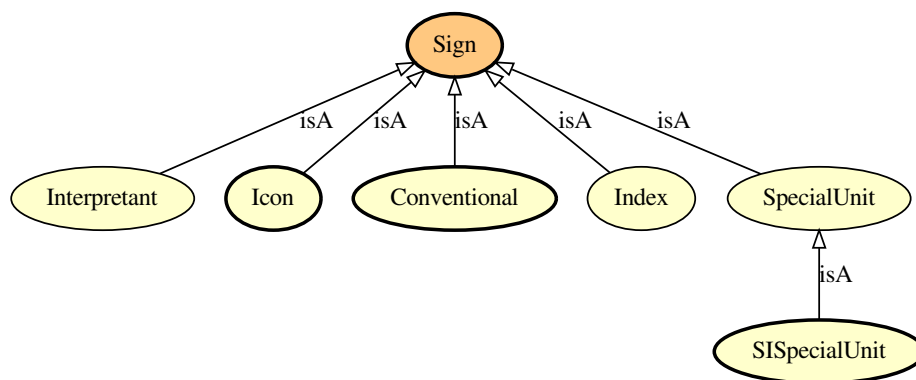 Sign
isA isA isA isA isA
Interpretant Icon Conventional Index SpecialUnit
isA
SISpecialUnit